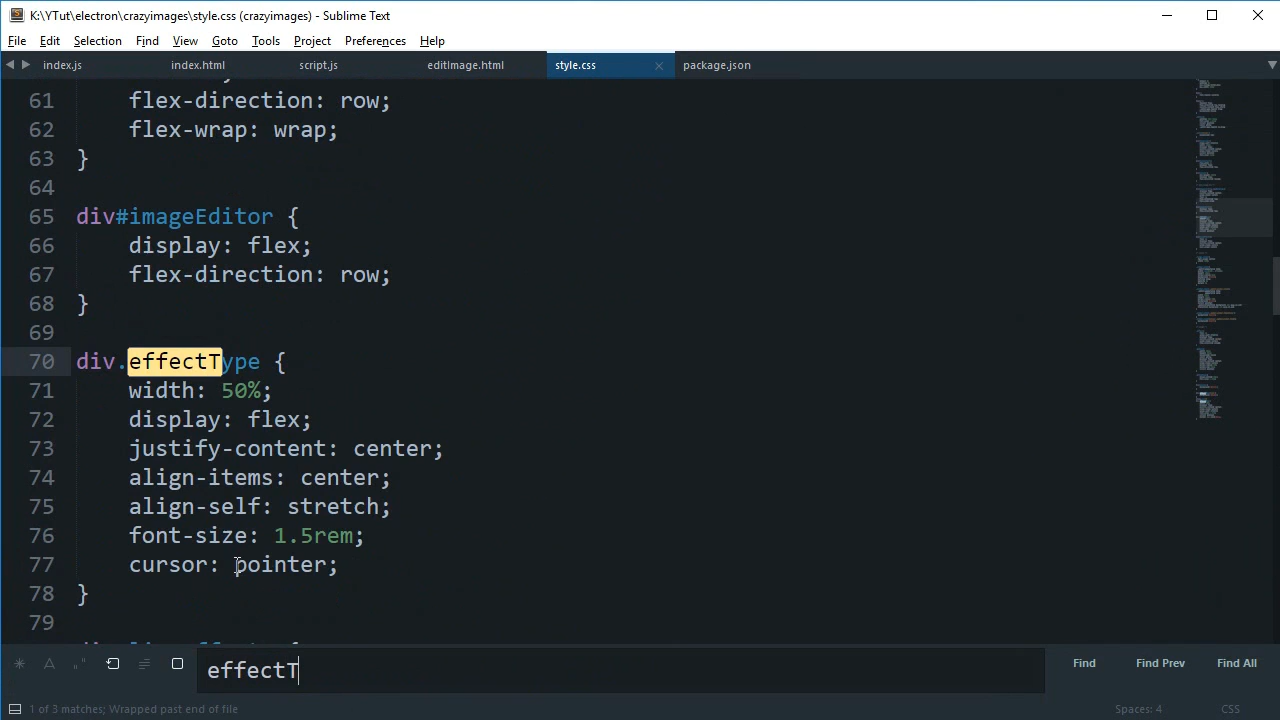 K:\YTut\electron\crazyimages\style.css (crazyimages) - Sublime Text
File Edit Selection Find View Goto Tools Project Preferences Help
index.js index.html script.js editImage.html style.css package.json
61 flex-direction: row;
62 flex-wrap: wrap;
63 }
64
65 div#imageEditor {
66 display: flex;
67 flex-direction: row;
68 }
69
70 div.effectType {
71 width: 50%;
72 display: flex;
73 justify-content: center;
74 align-items: center;
75 align-self: stretch;
76 font-size: 1.5rem;
77 cursor: pointer;
78 }
79
effectT
Find Find Prev Find All
1 of 3 matches; Wrapped past end of file Spaces: 4 CSS